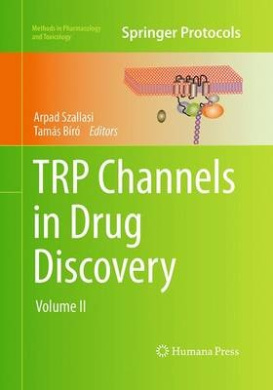 Methods in Pharmacology
and Toxicology
Springer Protocols
Arpad Szallasi
Tamás Bíró Editors
TRP Channels
in Drug
Discovery
Volume II
Humana Press